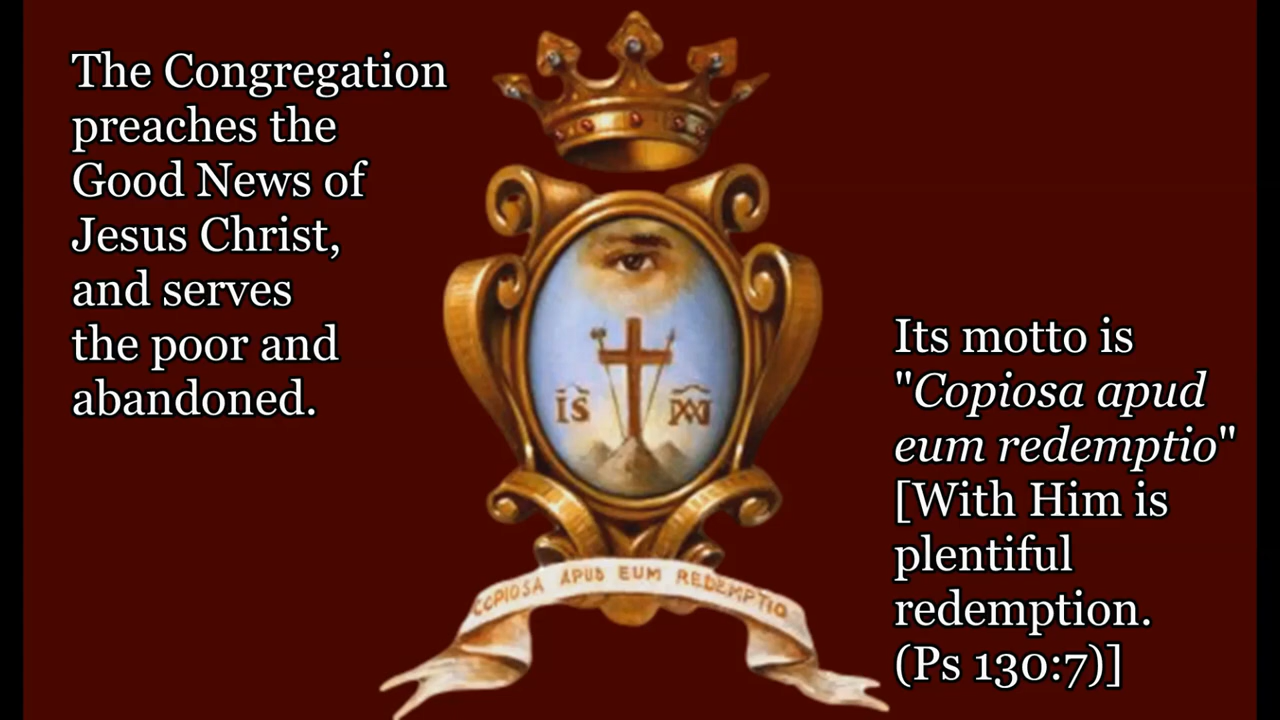 The Congregation
preaches the
Good News of
Jesus Christ,
and serves
the poor and
abandoned.
IS
COPIOSA APUD EUM REDEMPTIO
Its motto is
"Copiosa apud
eum redemptio"
[With Him is
plentiful
redemption.
(Ps 130:7)]